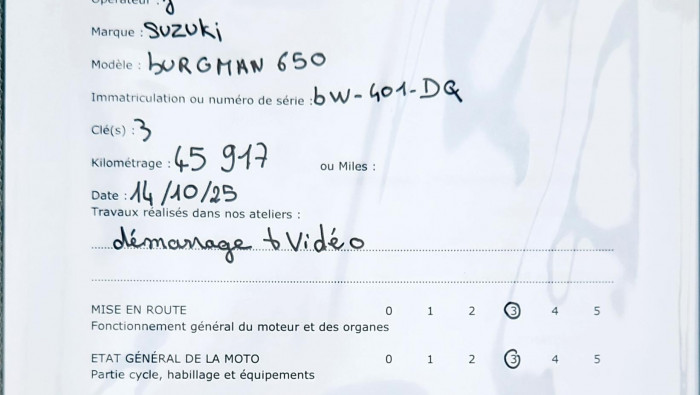 Marque : SUZUKI
Modèle : bURGMAN 650
Immatriculation ou numéro de série : bW-401-DQ
Clé(s) : 3
Kilométrage : 45 917 ou Miles :
Date : 14/10/25
Travaux réalisés dans nos ateliers :
démarrage + Vidéo
MISE EN ROUTE 0 1 2 3 4 5
Fonctionnement général du moteur et des organes
ETAT GÉNÉRAL DE LA MOTO 0 1 2 3 4 5
Partie cycle, habillage et équipements